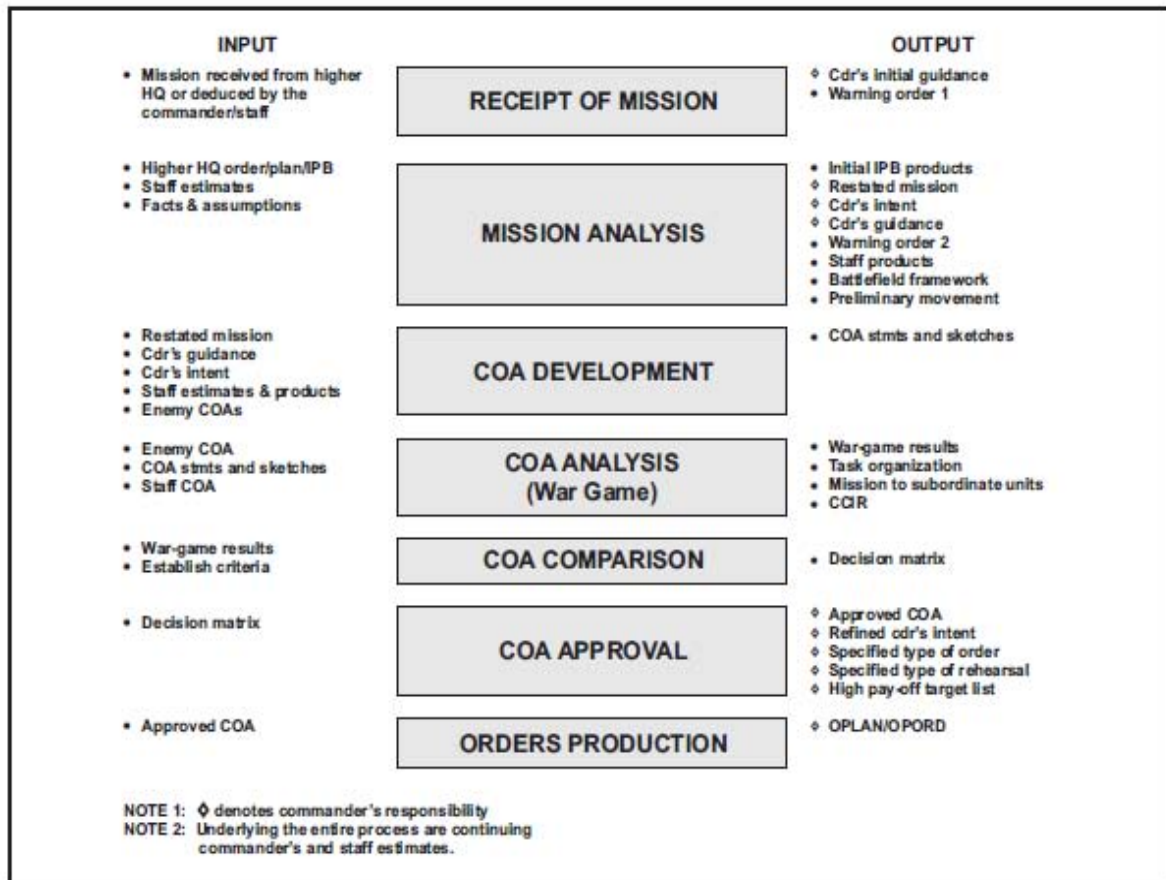 INPUT
OUTPUT
• Mission received from higher
HQ or deduced by the
commander/staff
RECEIPT OF MISSION
◊ Cdr's initial guidance
• Warning order 1
• Higher HQ order/plan/IPB
• Staff estimates
• Facts & assumptions
MISSION ANALYSIS
• Initial IPB products
◊ Restated mission
◊ Cdr's intent
◊ Cdr's guidance
• Warning order 2
• Staff products
• Battlefield framework
• Preliminary movement
• Restated mission
• Cdr's guidance
• Cdr's intent
• Staff estimates & products
• Enemy COAs
COA DEVELOPMENT
• COA stmts and sketches
• Enemy COA
• COA stmts and sketches
• Staff COA
COA ANALYSIS
(War Game)
• War-game results
• Task organization
• Mission to subordinate units
• CCIR
• War-game results
• Establish criteria
COA COMPARISON
• Decision matrix
• Decision matrix
COA APPROVAL
◊ Approved COA
◊ Refined cdr's intent
◊ Specified type of order
◊ Specified type of rehearsal
◊ High pay-off target list
• Approved COA
ORDERS PRODUCTION
◊ OPLAN/OPORD
NOTE 1: ◊ denotes commander's responsibility
NOTE 2: Underlying the entire process are continuing
commander's and staff estimates.